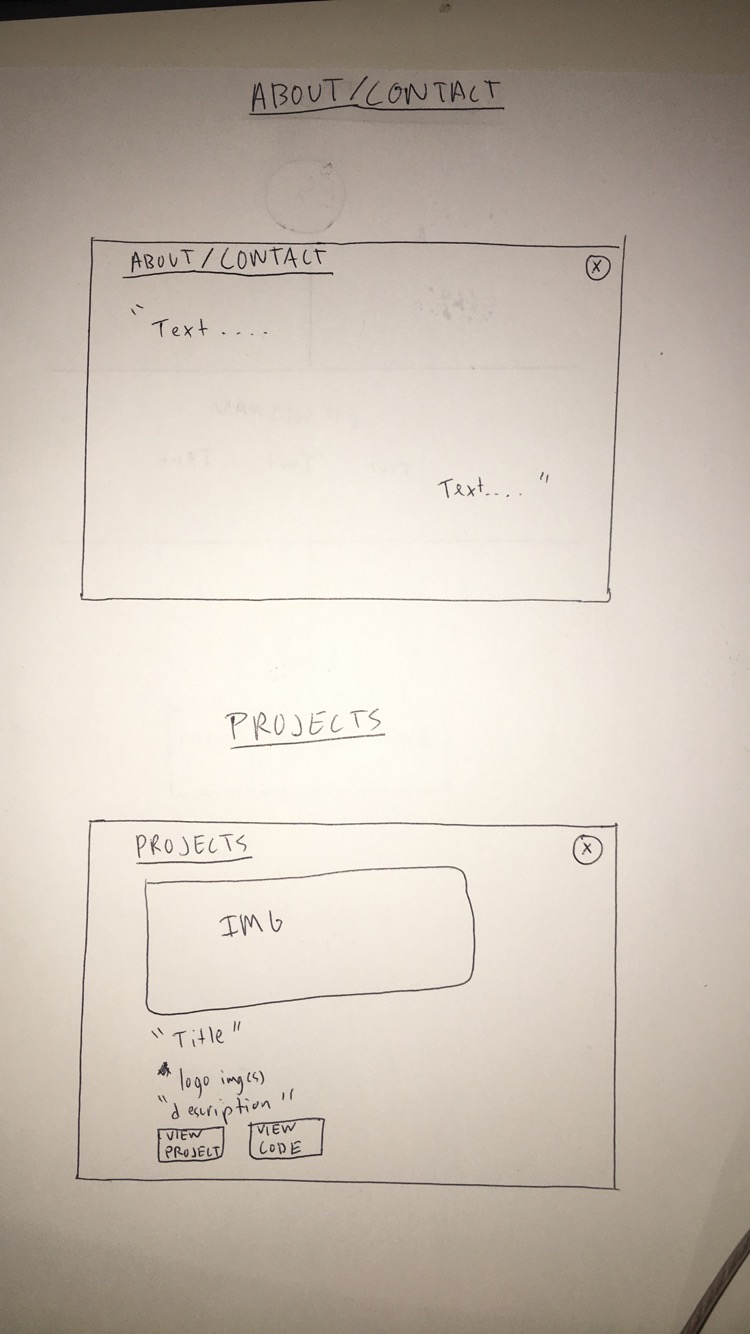 ABOUT/CONTACT
ABOUT/CONTACT
X
"Text ....
Text.... "
PROJECTS
PROJECTS
X
IMG
"Title"
logo img(s)
"description"
VIEW PROJECT
VIEW CODE